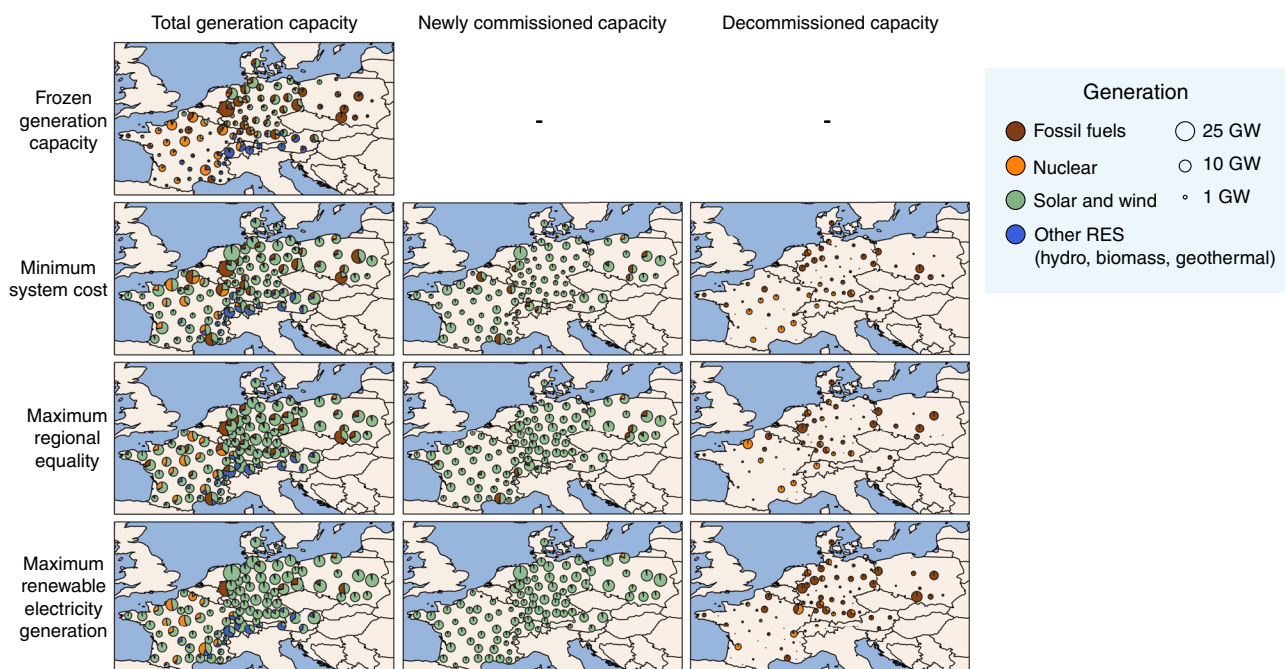 Total generation capacity
Newly commissioned capacity
Decommissioned capacity
Frozen
generation
capacity
-
-
Generation
Fossil fuels
25 GW
Nuclear
10 GW
Solar and wind
1 GW
Other RES
(hydro, biomass, geothermal)
Minimum
system cost
Maximum
regional
equality
Maximum
renewable
electricity
generation